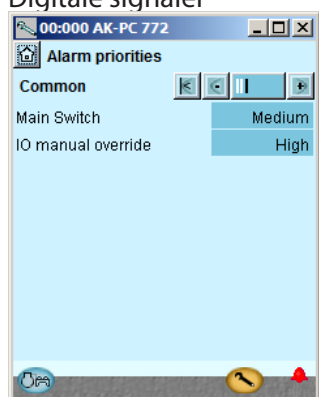 Digitale signaler
00:000 AK-PC 772
Alarm priorities
Common
Main Switch Medium
IO manual override High